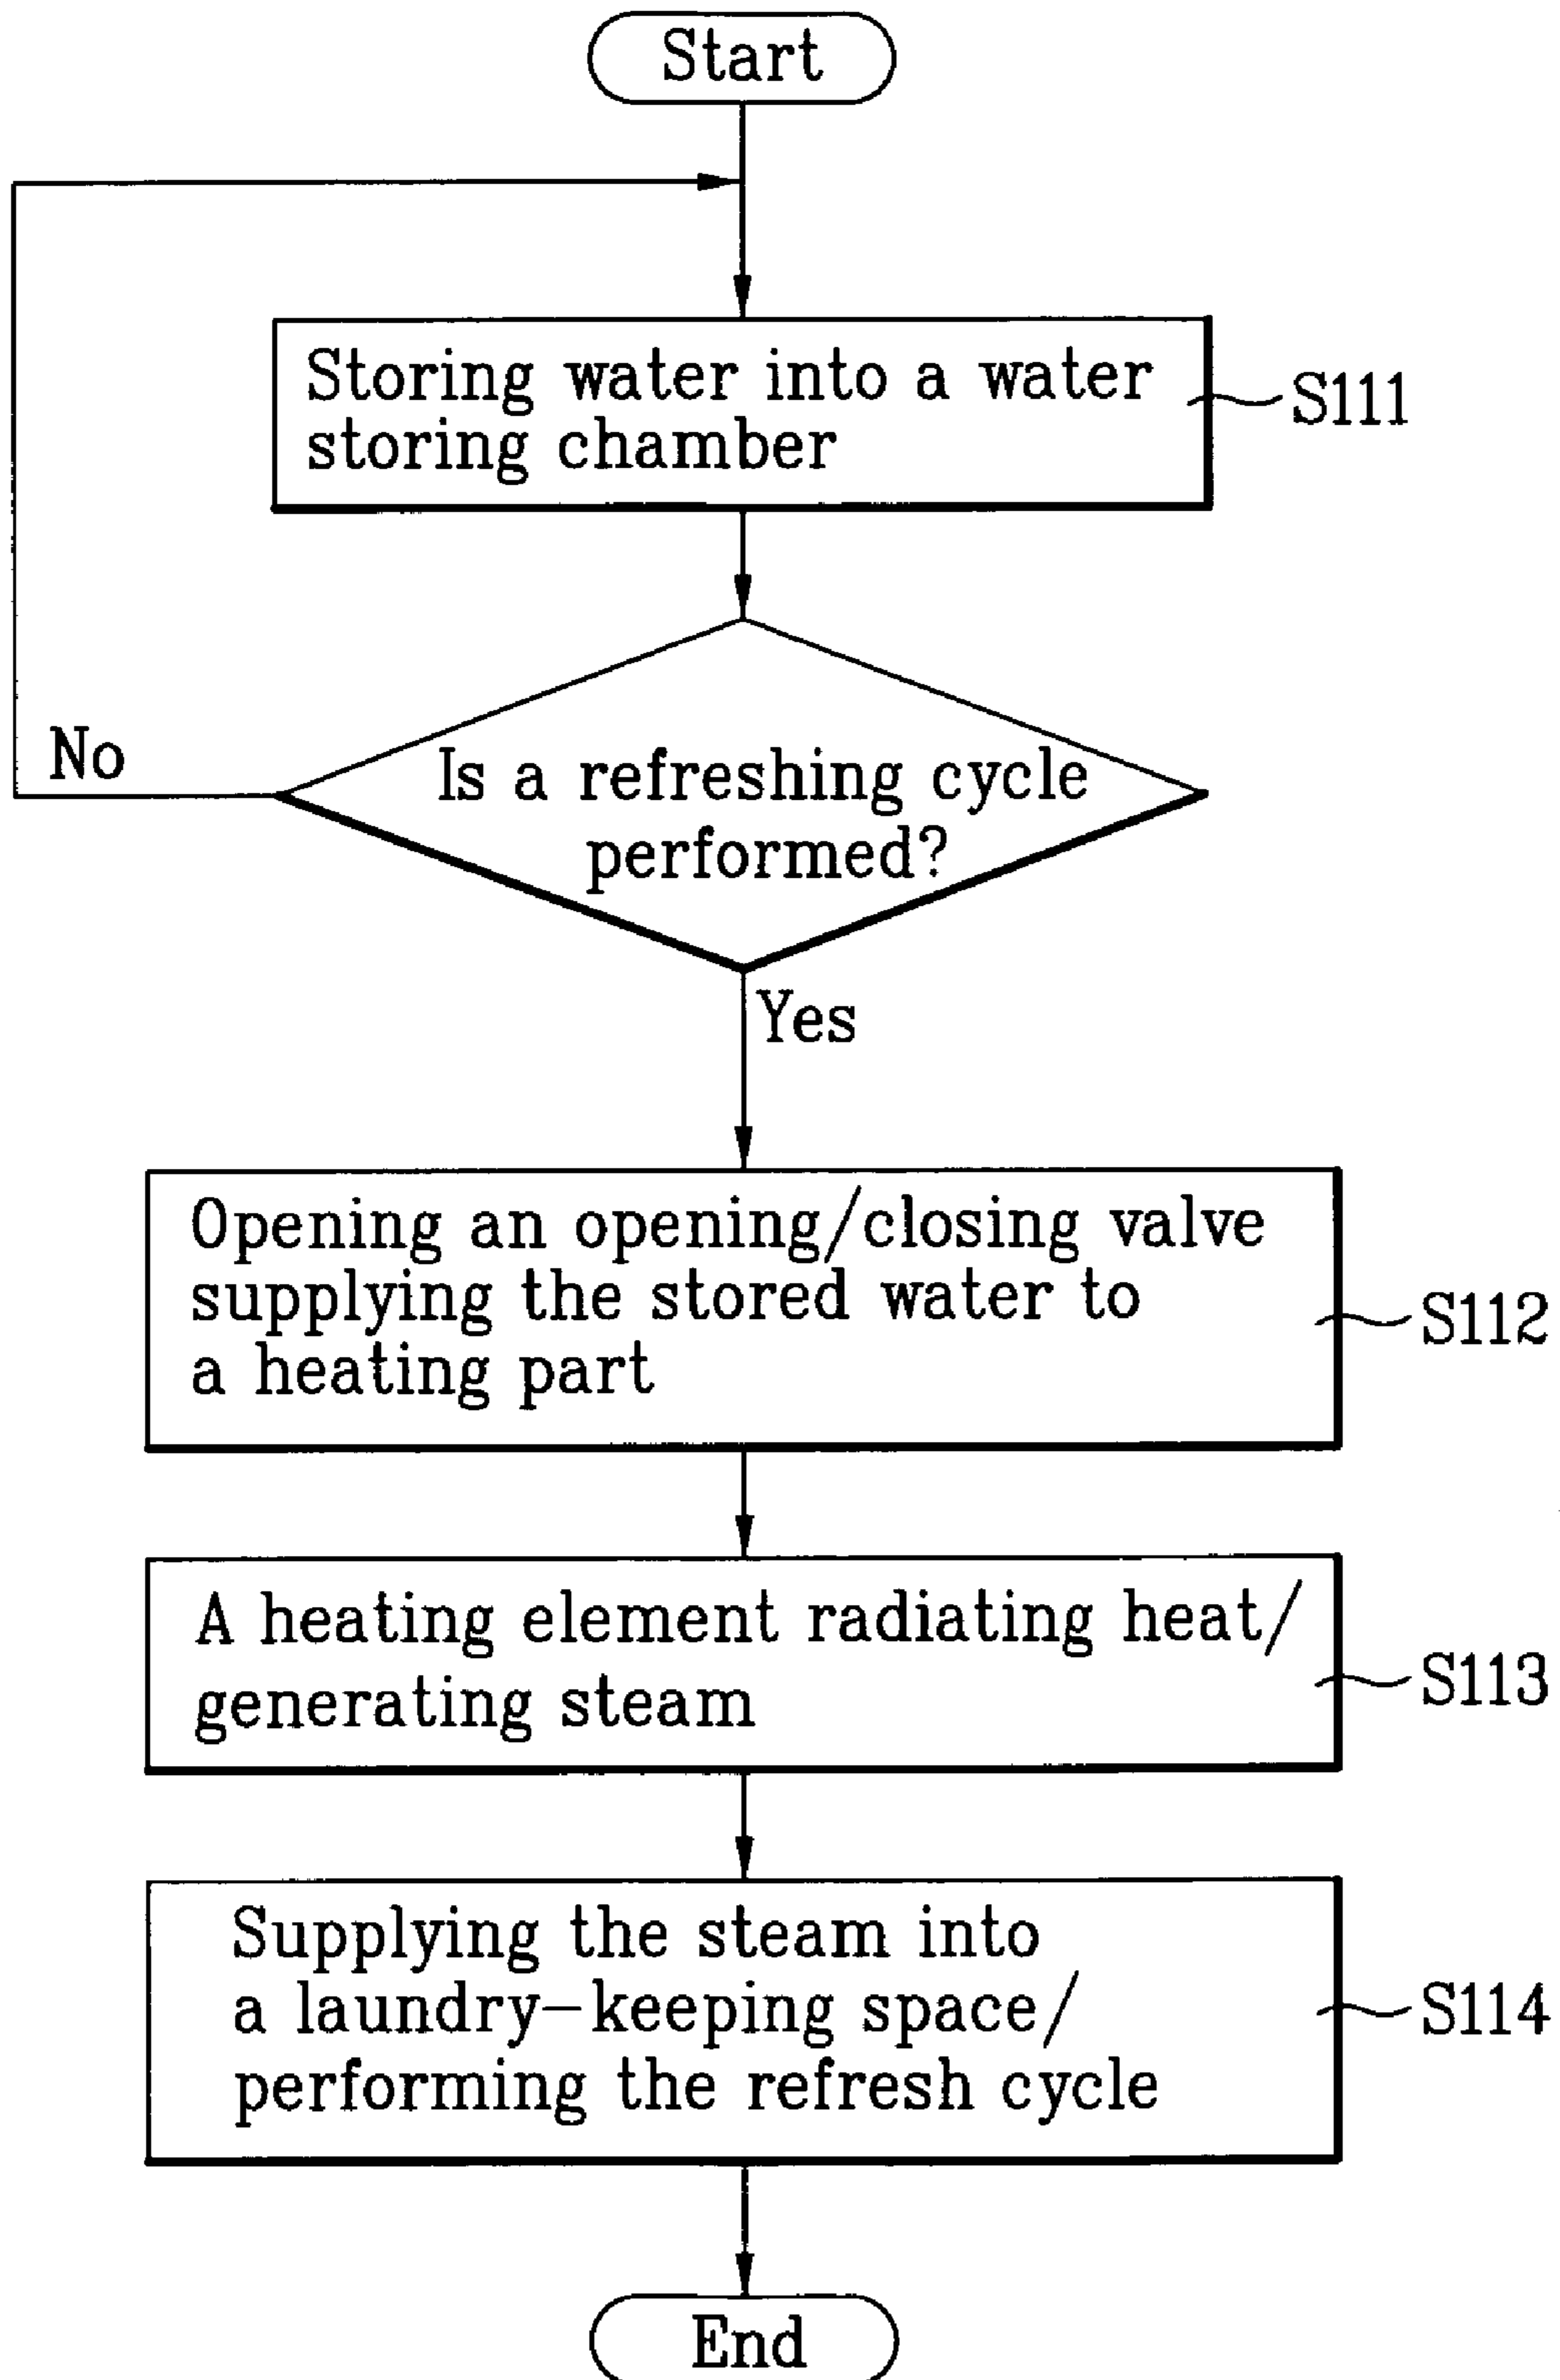 Start
Storing water into a water
storing chamber
S111
Is a refreshing cycle
performed?
No
Yes
Opening an opening/closing valve
supplying the stored water to
a heating part
S112
A heating element radiating heat/
generating steam
S113
Supplying the steam into
a laundry-keeping space/
performing the refresh cycle
S114
End